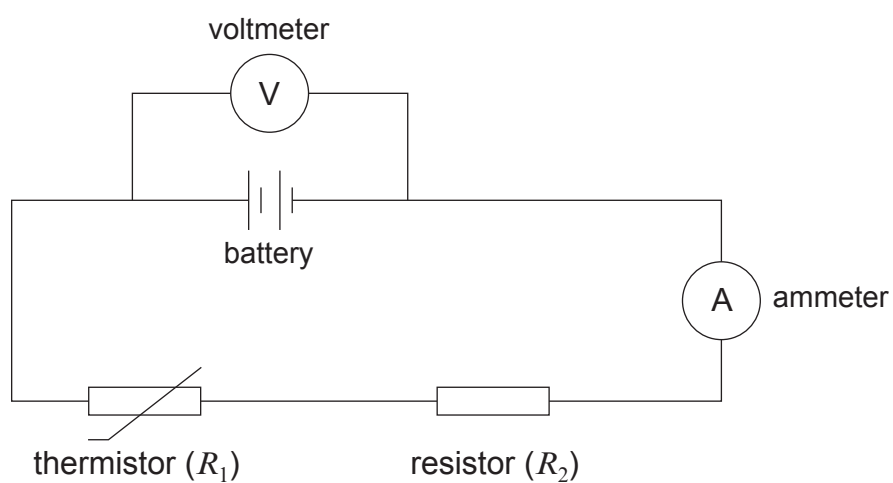 voltmeter
V
battery
A
ammeter
thermistor (R₁)
resistor (R₂)